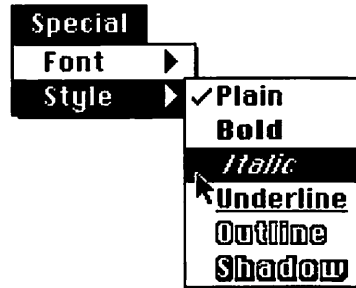 Special
Font
Style
✓Plain
Bold
Italic
Underline
Outline
Shadow